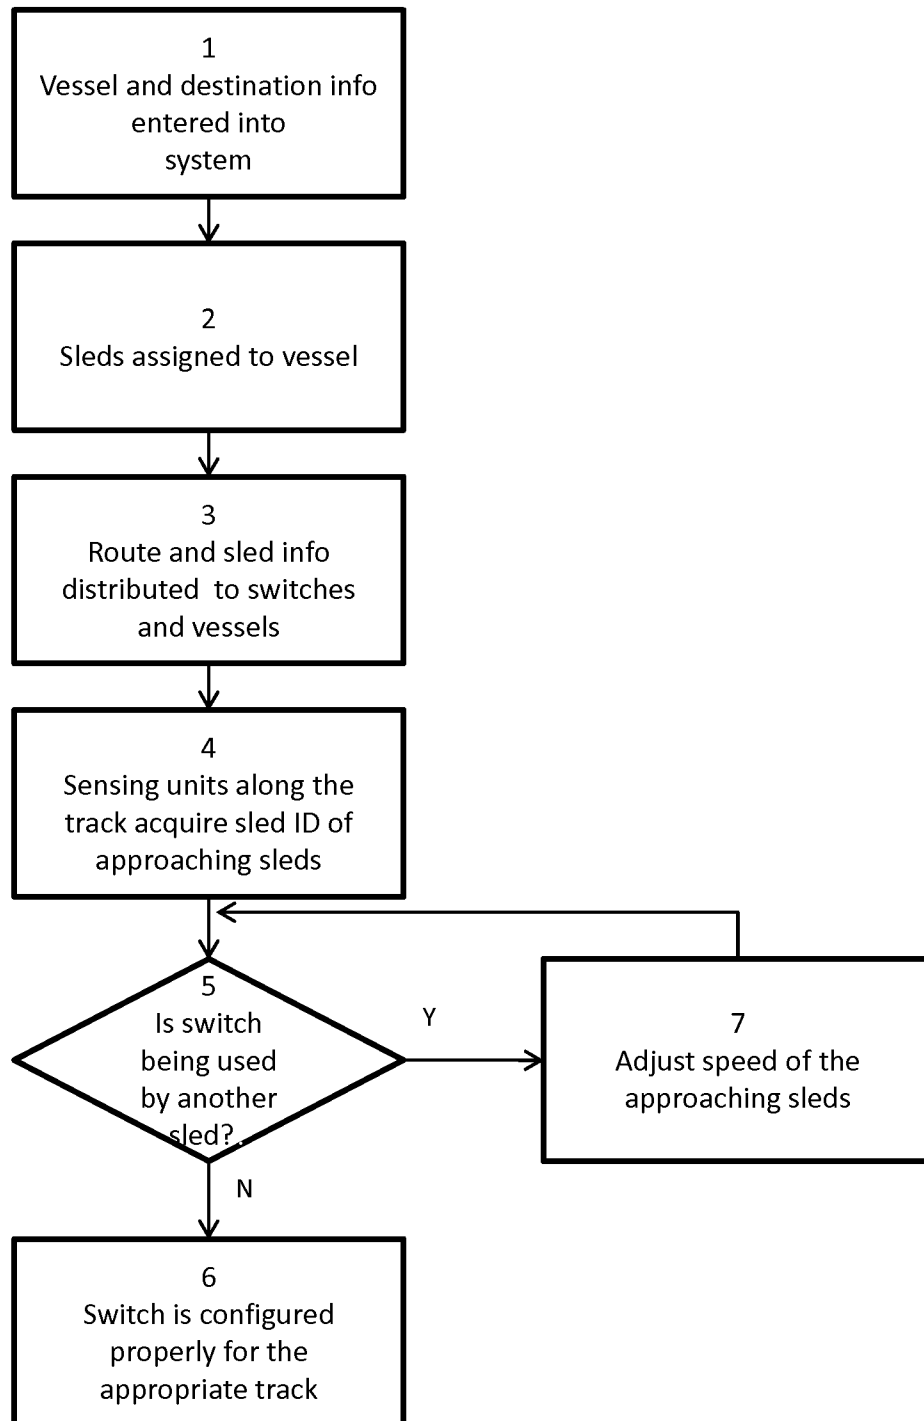 1
Vessel and destination info
entered into
system
2
Sleds assigned to vessel
3
Route and sled info
distributed  to switches
and vessels
4
Sensing units along the
track acquire sled ID of
approaching sleds
5
Is switch
being used
by another
sled?.
Y
7
Adjust speed of the
approaching sleds
N
6
Switch is configured
properly for the
appropriate track